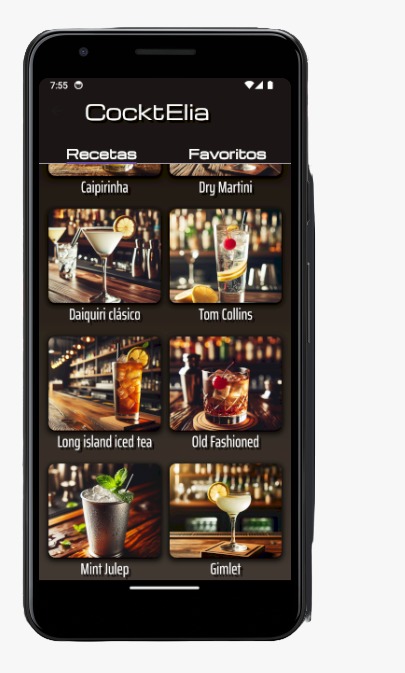 7:55
CocktElia
Recetas Favoritos
Caipirinha Dry Martini
Daiquiri clásico Tom Collins
Long island iced tea Old Fashioned
Mint Julep Gimlet